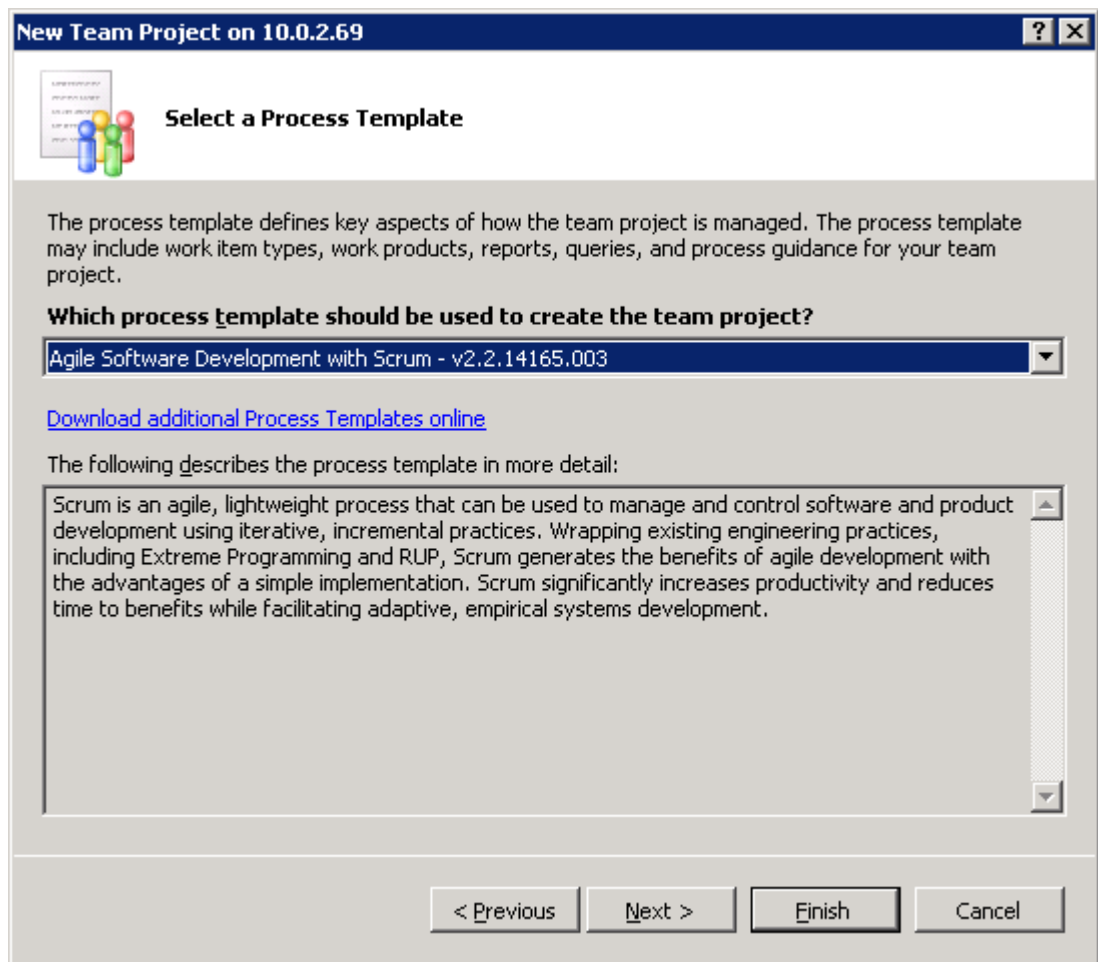 New Team Project on 10.0.2.69
Select a Process Template
The process template defines key aspects of how the team project is managed. The process template
may include work item types, work products, reports, queries, and process guidance for your team
project.
Which process template should be used to create the team project?
Agile Software Development with Scrum - v2.2.14165.003
Download additional Process Templates online
The following describes the process template in more detail:
Scrum is an agile, lightweight process that can be used to manage and control software and product
development using iterative, incremental practices. Wrapping existing engineering practices,
including Extreme Programming and RUP, Scrum generates the benefits of agile development with
the advantages of a simple implementation. Scrum significantly increases productivity and reduces
time to benefits while facilitating adaptive, empirical systems development.
< Previous Next > Finish Cancel